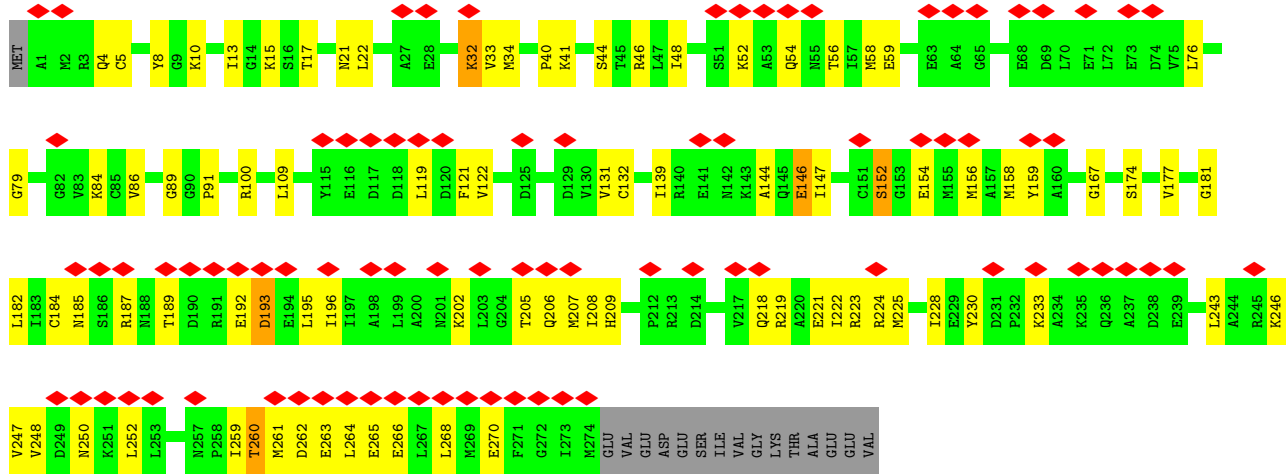 MET A1 M2 R3 Q4 C5 Y8 G9 K10 I13 G14 K15 S16 T17 N21 L22 A27 E28 K32 V33 M34 P40 K41 S44 T45 R46 L47 I48 S51 K52 A53 Q54 N55 T56 I57 M58 E59 E63 A64 G65 E68 D69 L70 E71 L72 E73 D74 V75 L76
G79 G82 V83 K84 C85 V86 G89 G90 P91 R100 L109 Y115 E116 D117 D118 L119 D120 F121 V122 D125 D129 V130 V131 C132 I139 R140 E141 N142 K143 A144 Q145 E146 I147 C151 S152 G153 E154 M155 M156 A157 M158 Y159 A160 G167 S174 V177 G181
L182 I183 C184 N185 S186 R187 N188 T189 D190 R191 E192 D193 E194 L195 I196 I197 A198 L199 A200 N201 K202 L203 G204 T205 Q206 M207 I208 H209 P212 R213 D214 V217 Q218 R219 A220 E221 I222 R223 R224 M225 I228 E229 Y230 D231 P232 K233 A234 K235 Q236 A237 D238 E239 L243 A244 R245 K246
V247 V248 D249 N250 K251 L252 L253 N257 P258 I259 T260 M261 D262 E263 L264 E265 E266 L267 L268 M269 E270 F271 G272 I273 M274 GLU VAL GLU ASP GLU SER ILE VAL GLY LYS THR ALA GLU GLU VAL